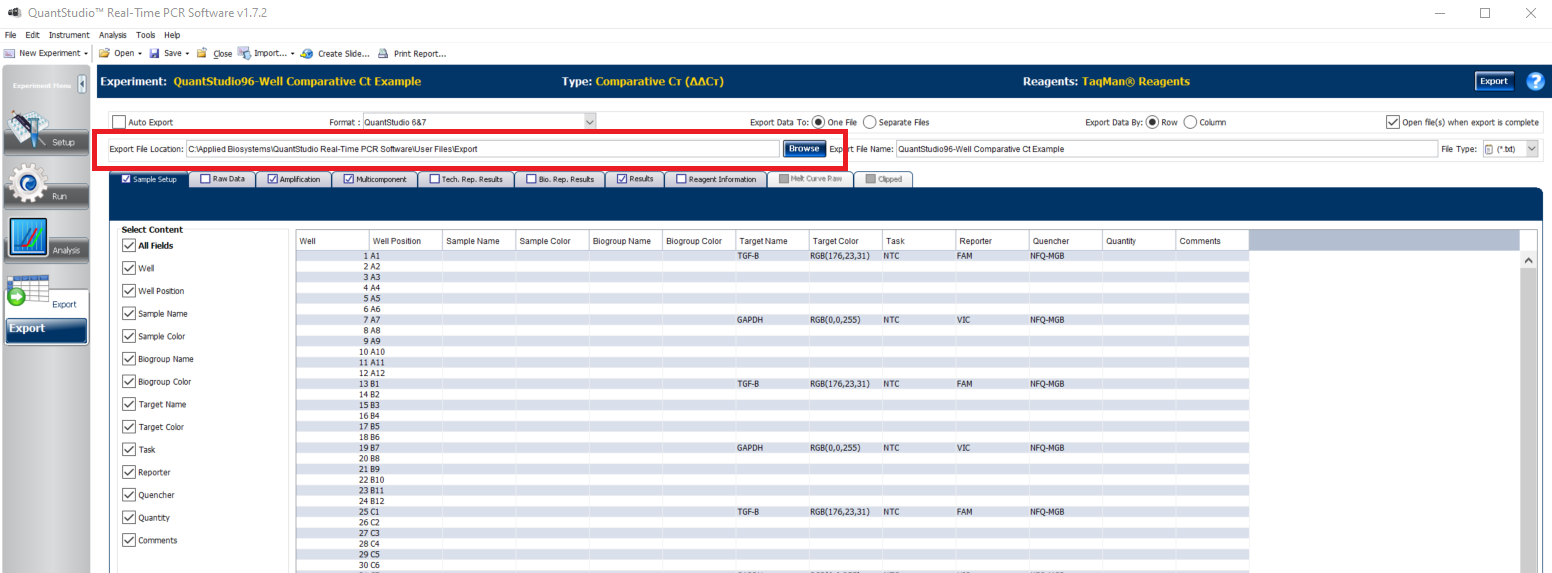 QuantStudio™ Real-Time PCR Software v1.7.2
File Edit Instrument Analysis Tools Help
New Experiment Open Save Close Import... Create Slide... Print Report...
Experiment Menu
Experiment: QuantStudio96-Well Comparative Ct Example Type: Comparative Cт (ΔΔCт) Reagents: TaqMan® Reagents Export ?
Auto Export Format : QuantStudio 6&7 Export Data To: One File Separate Files Export Data By: Row Column Open file(s) when export is complete
Export File Location: C:\Applied Biosystems\QuantStudio Real-Time PCR Software\User Files\Export Browse Export File Name: QuantStudio96-Well Comparative Ct Example File Type: (*.txt)
Sample Setup Raw Data Amplification Multicomponent Tech. Rep. Results Bio. Rep. Results Results Reagent Information Melt Curve Raw Clipped
Setup
Run
Analysis
Export
Export
Select Content
All Fields
Well
Well Position
Sample Name
Sample Color
Biogroup Name
Biogroup Color
Target Name
Target Color
Task
Reporter
Quencher
Quantity
Comments
Well Well Position Sample Name Sample Color Biogroup Name Biogroup Color Target Name Target Color Task Reporter Quencher Quantity Comments
1 A1 TGF-B RGB(176,23,31) NTC FAM NFQ-MGB
2 A2
3 A3
4 A4
5 A5
6 A6
7 A7 GAPDH RGB(0,0,255) NTC VIC NFQ-MGB
8 A8
9 A9
10 A10
11 A11
12 A12
13 B1 TGF-B RGB(176,23,31) NTC FAM NFQ-MGB
14 B2
15 B3
16 B4
17 B5
18 B6
19 B7 GAPDH RGB(0,0,255) NTC VIC NFQ-MGB
20 B8
21 B9
22 B10
23 B11
24 B12
25 C1 TGF-B RGB(176,23,31) NTC FAM NFQ-MGB
26 C2
27 C3
28 C4
29 C5
30 C6